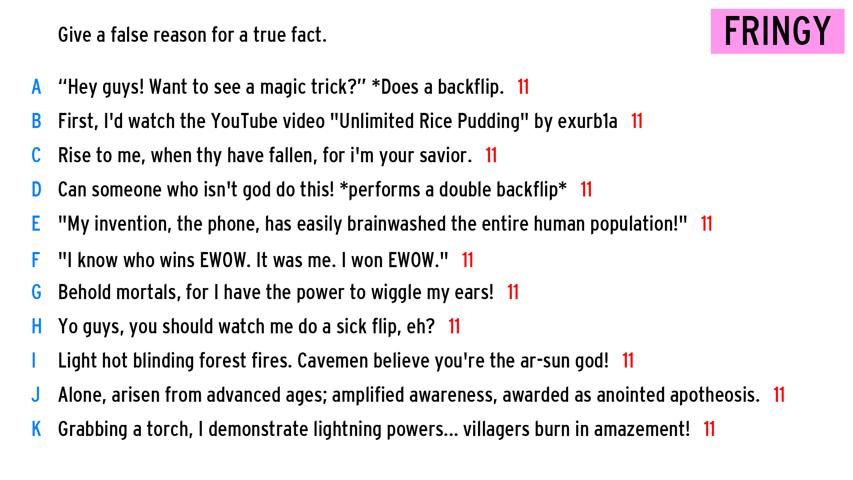 Give a false reason for a true fact.
FRINGY
A “Hey guys! Want to see a magic trick?” *Does a backflip. 11
B First, I'd watch the YouTube video "Unlimited Rice Pudding" by exurb1a 11
C Rise to me, when thy have fallen, for i'm your savior. 11
D Can someone who isn't god do this! *performs a double backflip* 11
E "My invention, the phone, has easily brainwashed the entire human population!" 11
F "I know who wins EWOW. It was me. I won EWOW." 11
G Behold mortals, for I have the power to wiggle my ears! 11
H Yo guys, you should watch me do a sick flip, eh? 11
I Light hot blinding forest fires. Cavemen believe you're the ar-sun god! 11
J Alone, arisen from advanced ages; amplified awareness, awarded as anointed apotheosis. 11
K Grabbing a torch, I demonstrate lightning powers... villagers burn in amazement! 11